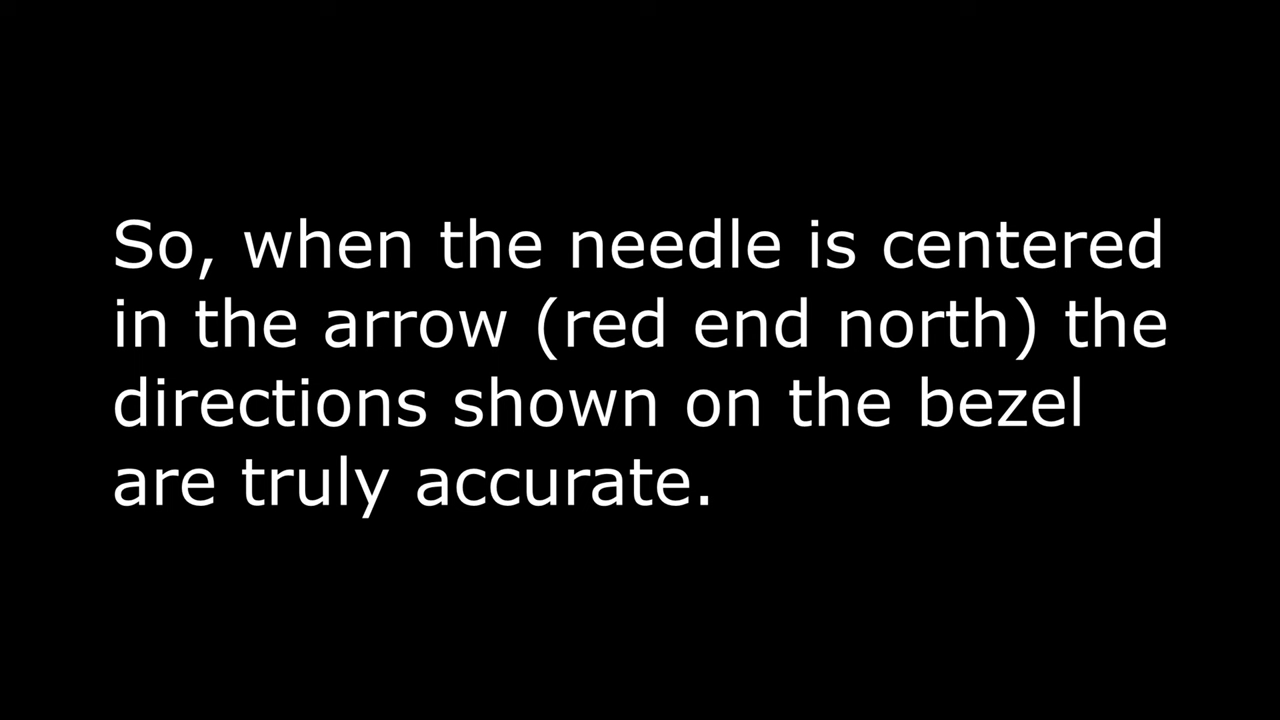 So, when the needle is centered
in the arrow (red end north) the
directions shown on the bezel
are truly accurate.